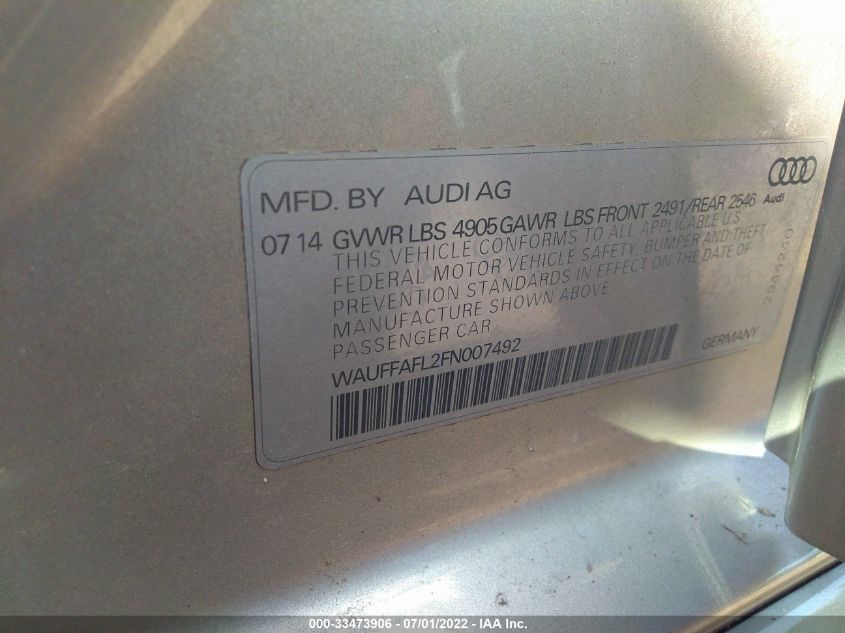 MFD. BY AUDI AG
Audi
07 14 GVWR LBS 4905 GAWR LBS FRONT 2491/REAR 2546
THIS VEHICLE CONFORMS TO ALL APPLICABLE U.S
FEDERAL MOTOR VEHICLE SAFETY, BUMPER AND THEFT
PREVENTION STANDARDS IN EFFECT ON THE DATE OF
MANUFACTURE SHOWN ABOVE
PASSENGER CAR
WAUFFAFL2FN007492
GERMANY
000-33473906 - 07/01/2022 - IAA Inc.